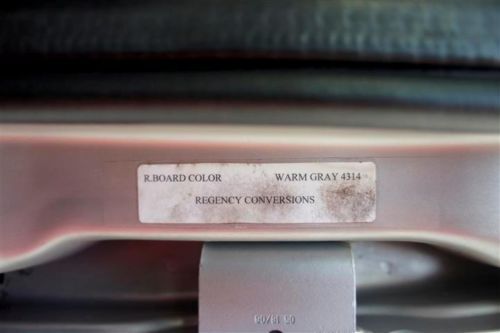 R.BOARD COLOR WARM GRAY 4314
REGENCY CONVERSIONS